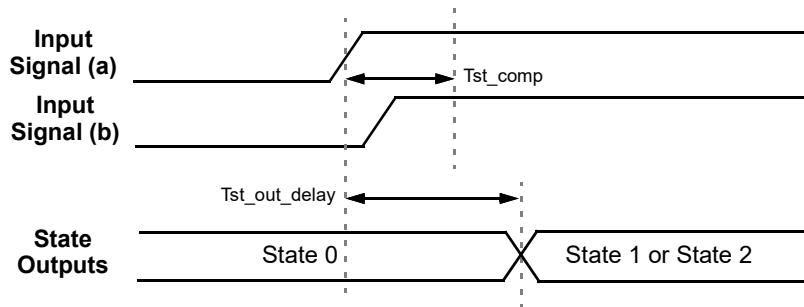 Input
Signal (a)
Tst_comp
Input
Signal (b)
Tst_out_delay
State
Outputs
State 0
State 1 or State 2